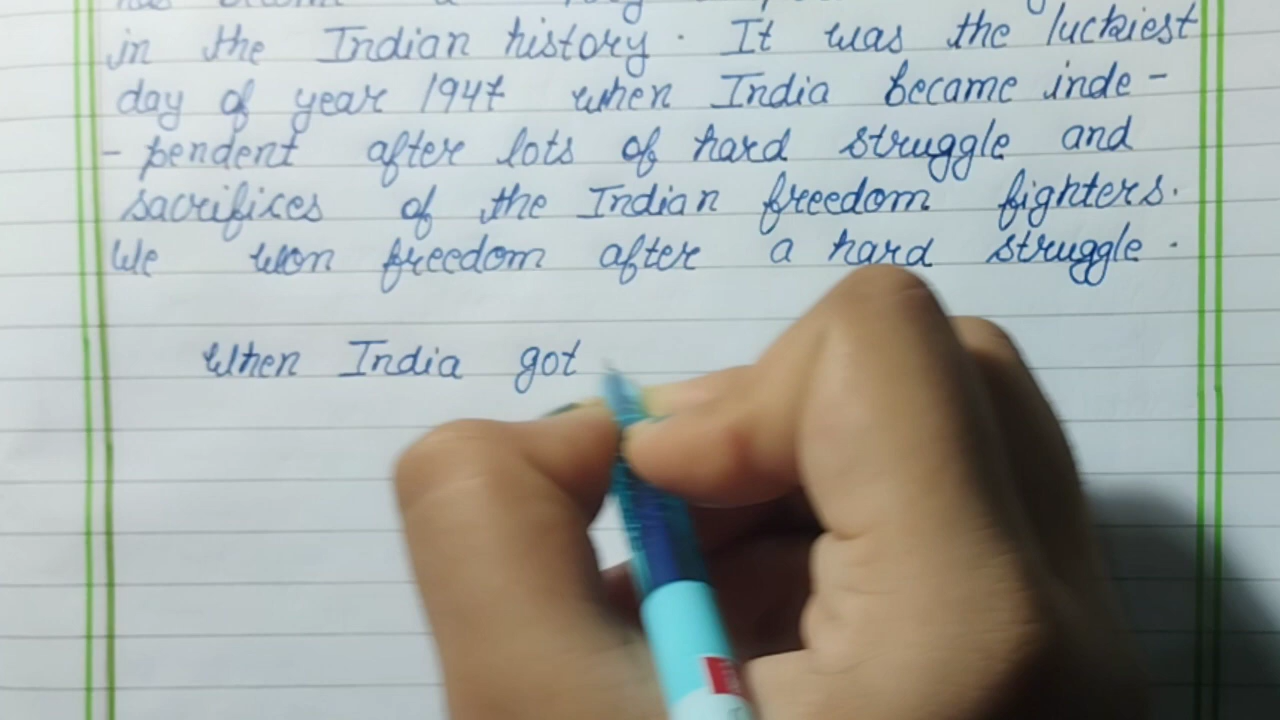 in the Indian history. It was the luckiest
day of year 1947 when India became inde-
-pendent after lots of hard struggle and
sacrifices of the Indian freedom fighters.
We won freedom after a hard struggle.
When India got